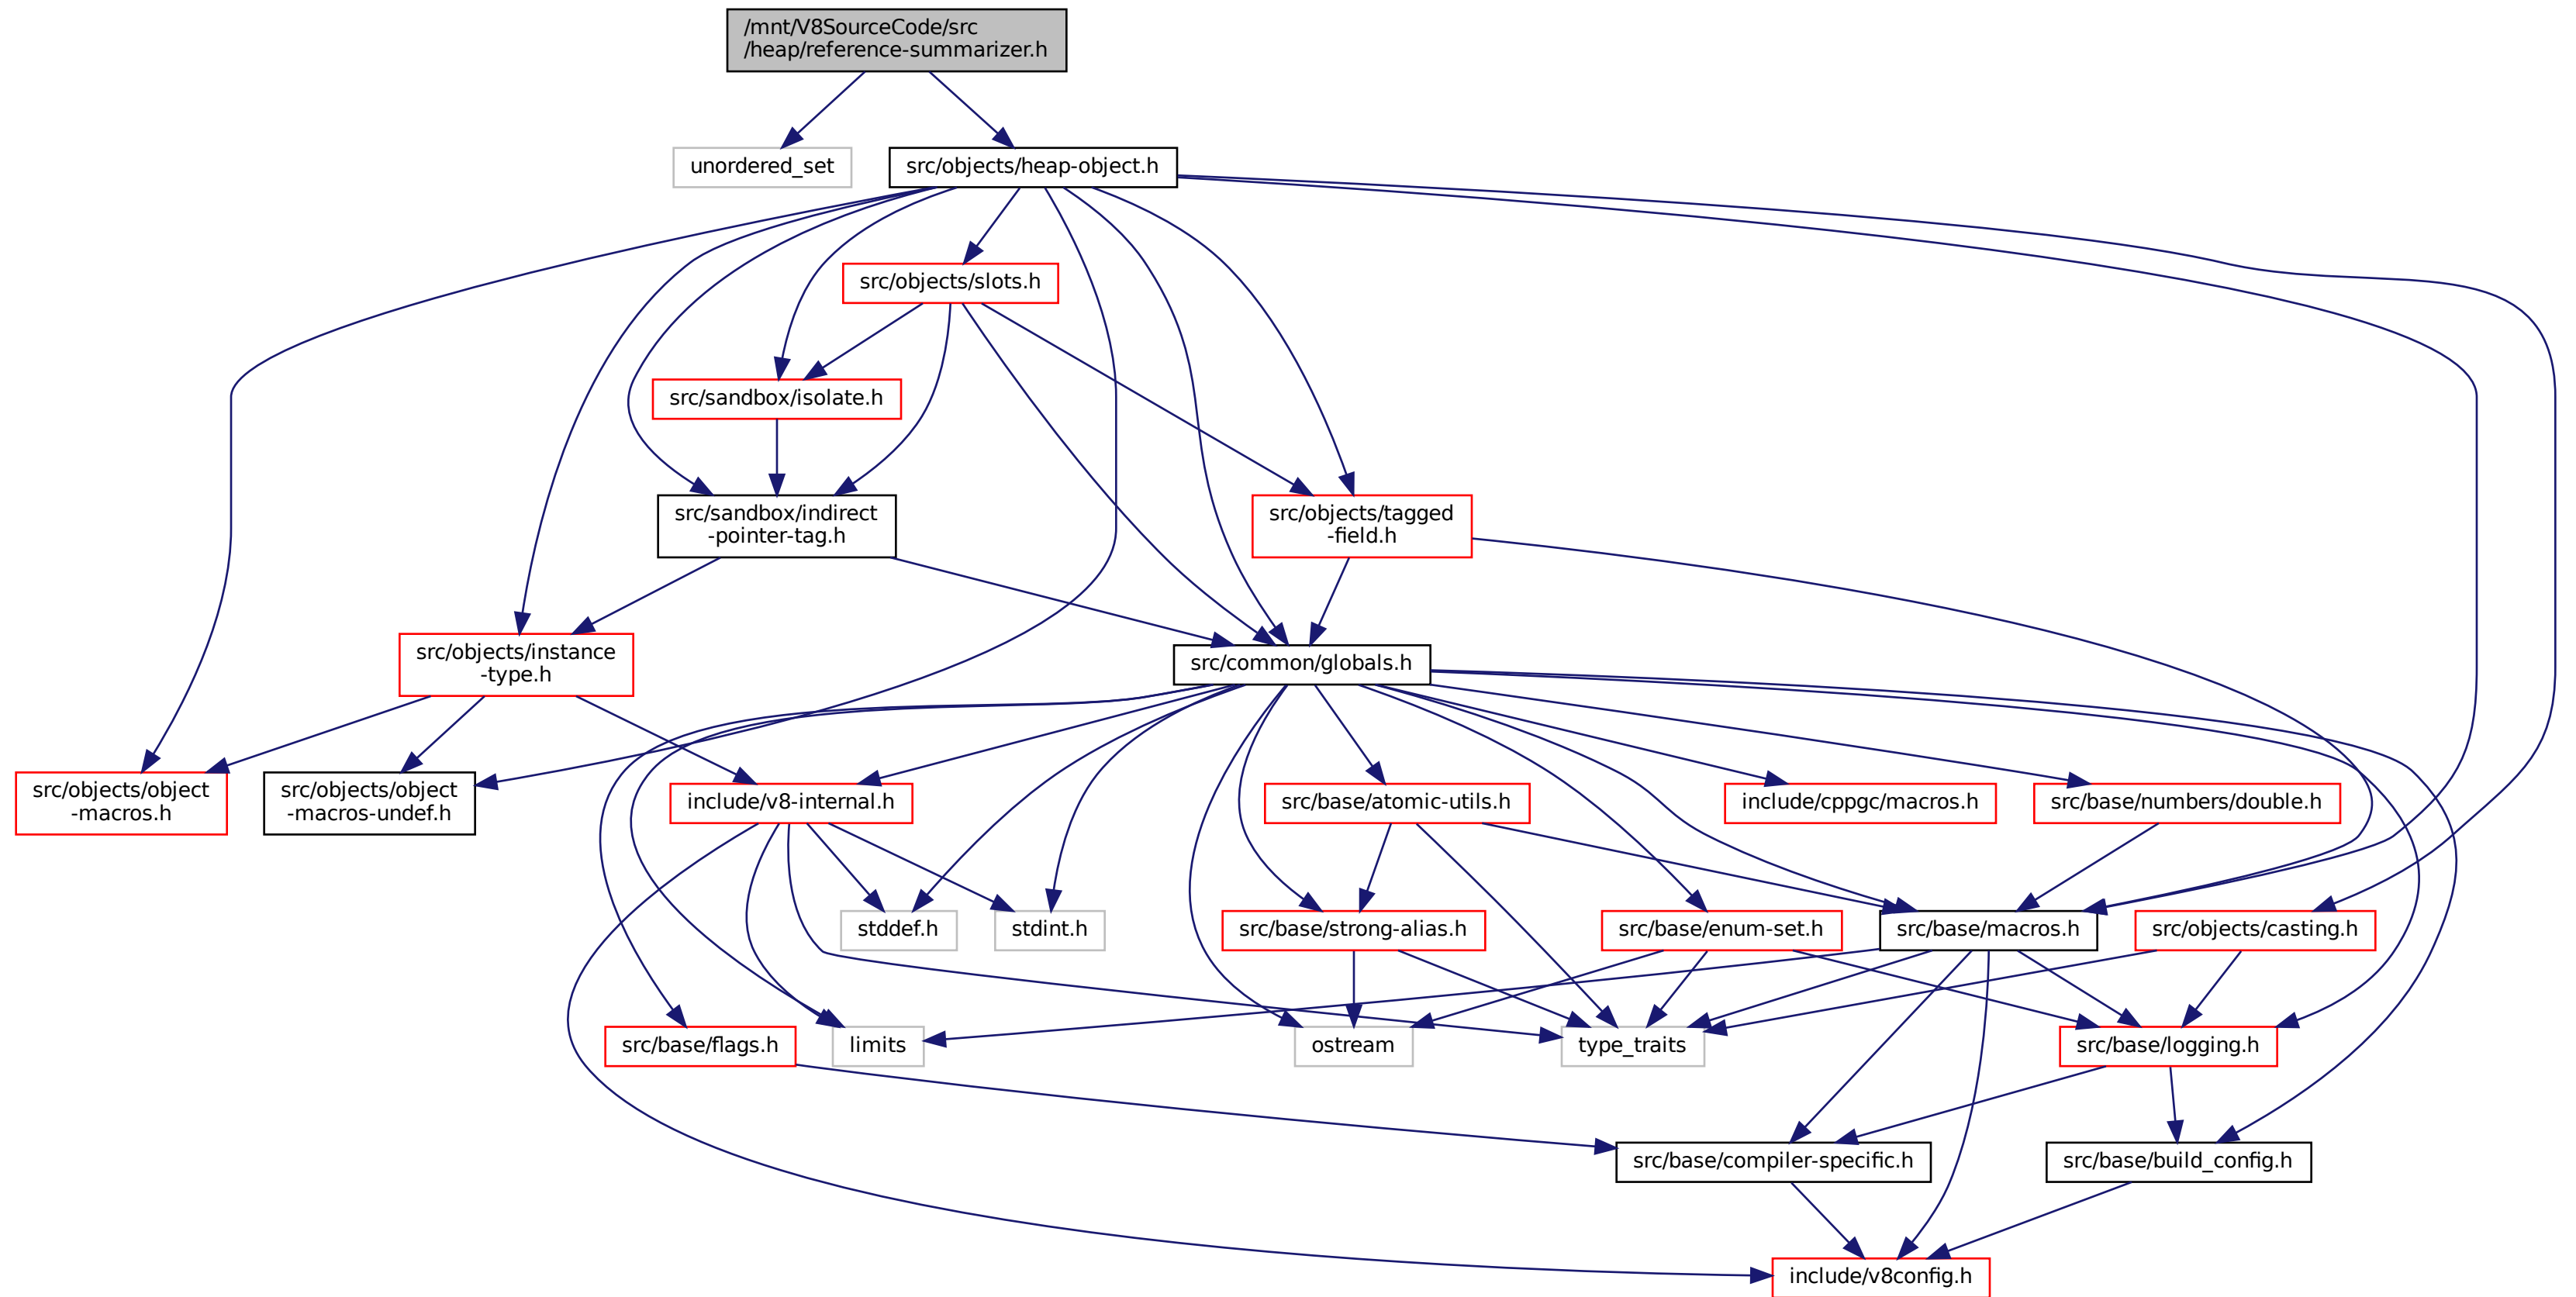 /mnt/V8SourceCode/src
/heap/reference-summarizer.h
unordered_set
src/objects/heap-object.h
src/objects/slots.h
src/sandbox/isolate.h
src/sandbox/indirect
-pointer-tag.h
src/objects/tagged
-field.h
src/objects/instance
-type.h
src/common/globals.h
src/objects/object
-macros.h
src/objects/object
-macros-undef.h
include/v8-internal.h
src/base/atomic-utils.h
include/cppgc/macros.h
src/base/numbers/double.h
stddef.h
stdint.h
src/base/strong-alias.h
src/base/enum-set.h
src/base/macros.h
src/objects/casting.h
src/base/flags.h
limits
ostream
type_traits
src/base/logging.h
src/base/compiler-specific.h
src/base/build_config.h
include/v8config.h